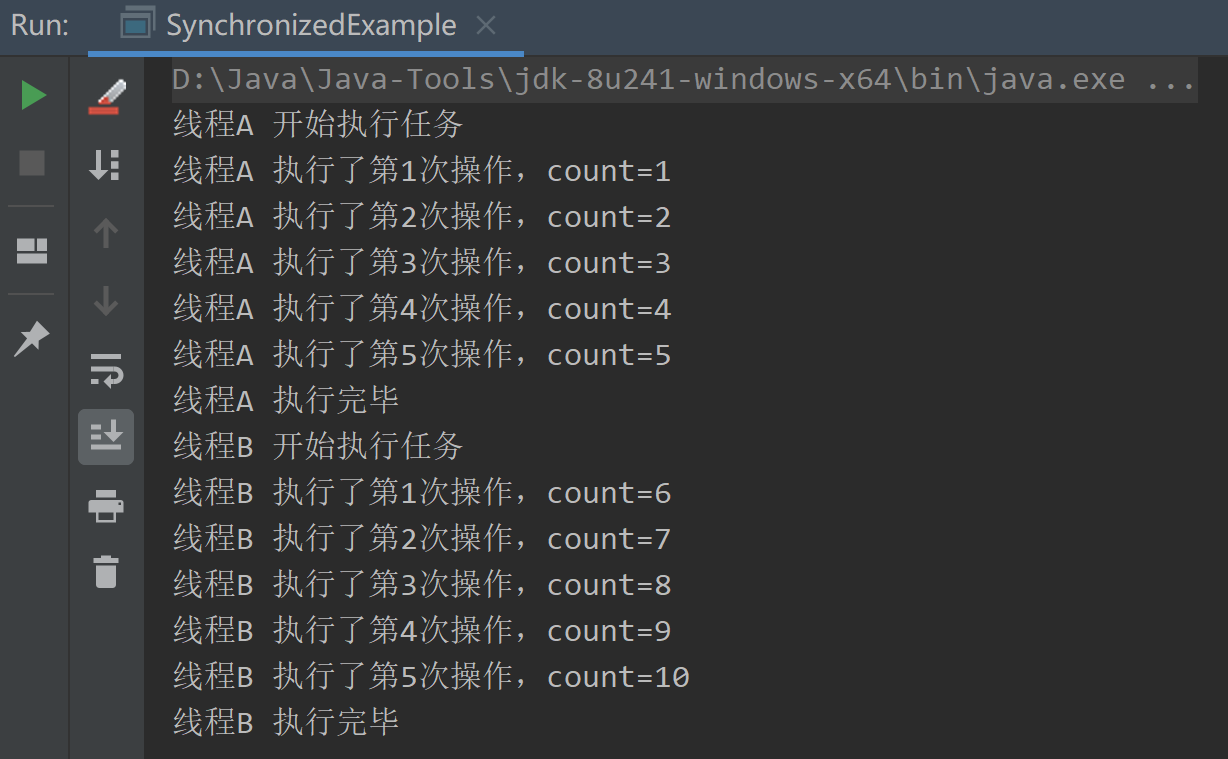 Run: SynchronizedExample
D:\Java\Java-Tools\jdk-8u241-windows-x64\bin\java.exe ...
线程A 开始执行任务
线程A 执行了第1次操作，count=1
线程A 执行了第2次操作，count=2
线程A 执行了第3次操作，count=3
线程A 执行了第4次操作，count=4
线程A 执行了第5次操作，count=5
线程A 执行完毕
线程B 开始执行任务
线程B 执行了第1次操作，count=6
线程B 执行了第2次操作，count=7
线程B 执行了第3次操作，count=8
线程B 执行了第4次操作，count=9
线程B 执行了第5次操作，count=10
线程B 执行完毕